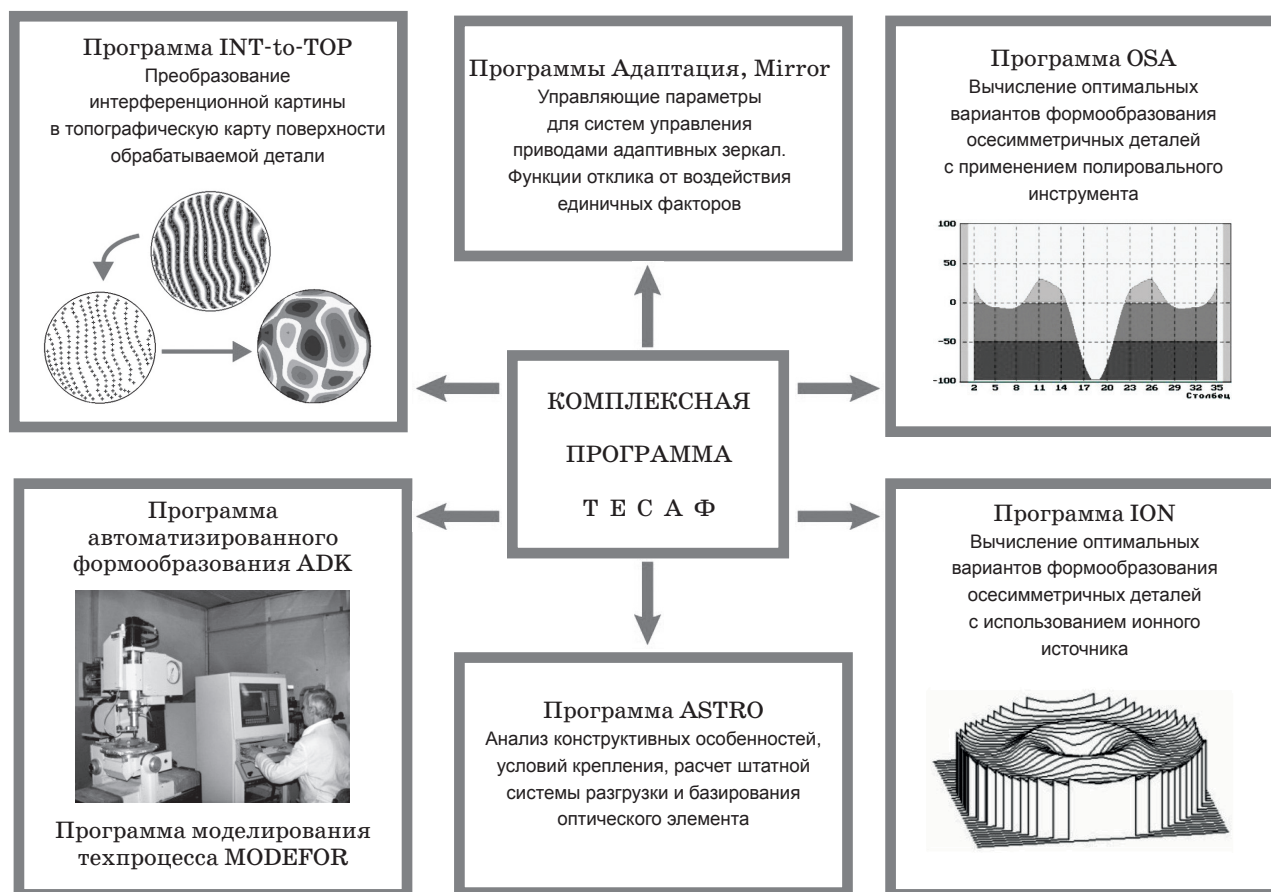 Программа INT-to-TOP
Преобразование
интерференционной картины
в топографическую карту поверхности
обрабатываемой детали
Программы Адаптация, Mirror
Управляющие параметры
для систем управления
приводами адаптивных зеркал.
Функции отклика от воздействия
единичных факторов
Программа OSA
Вычисление оптимальных
вариантов формообразования
осесимметричных деталей
с применением полировального
инструмента
100
50
0
-50
-100
2 5 8 11 14 17 20 23 26 29 32 35
Столбец
КОМПЛЕКСНАЯ
ПРОГРАММА
Т Е С А Ф
Программа
автоматизированного
формообразования ADK
Программа моделирования
техпроцесса MODEFOR
Программа ASTRO
Анализ конструктивных особенностей,
условий крепления, расчет штатной
системы разгрузки и базирования
оптического элемента
Программа ION
Вычисление оптимальных
вариантов формообразования
осесимметричных деталей
с использованием ионного
источника